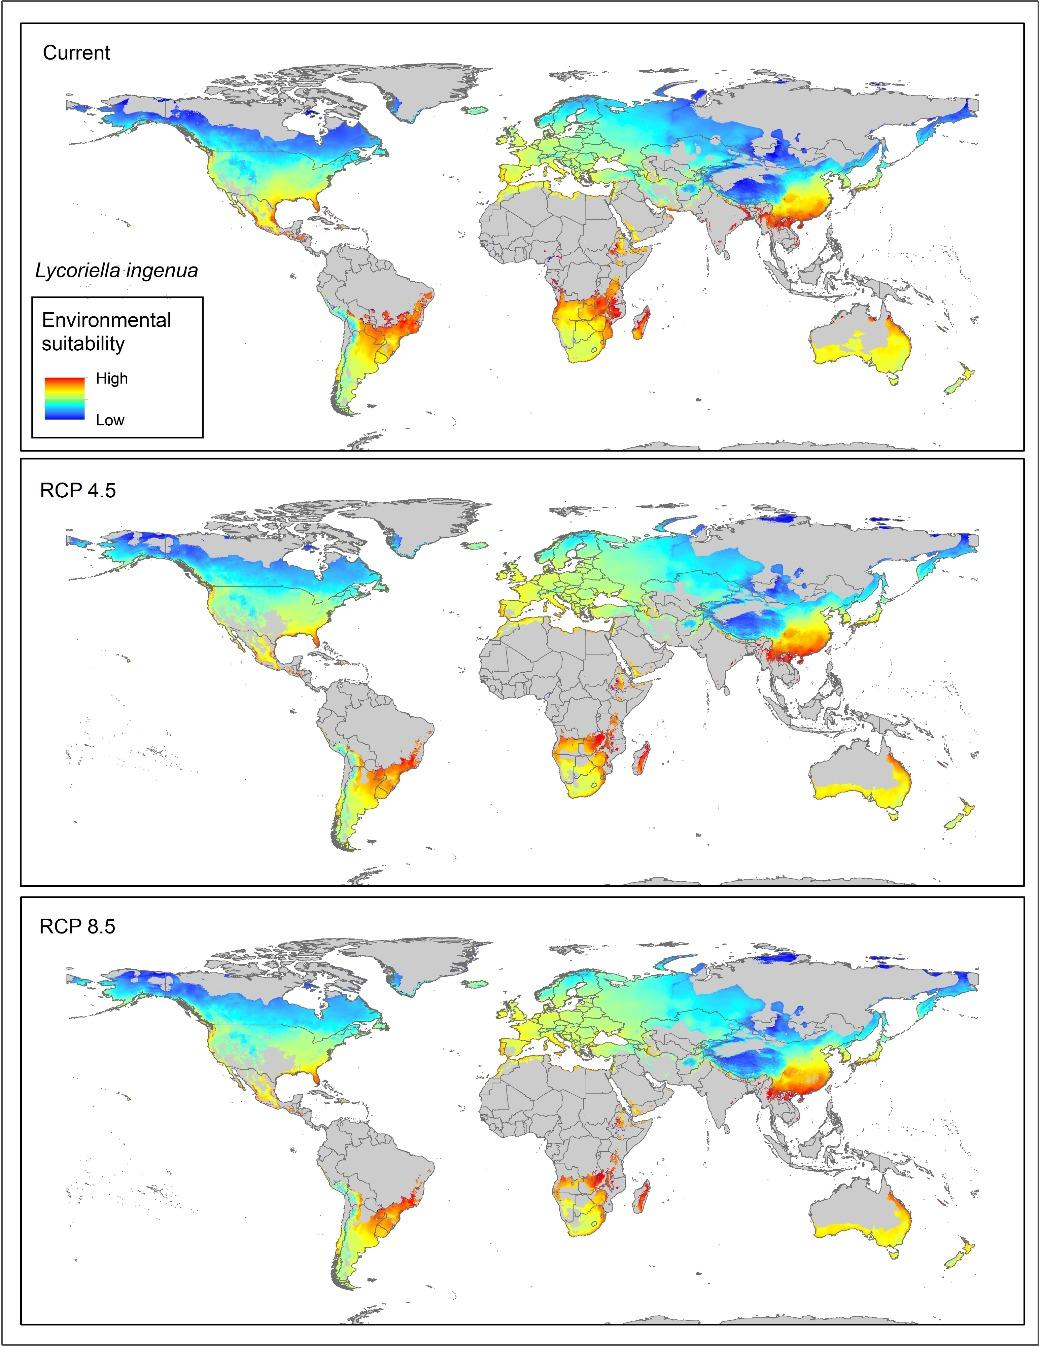 Current
Lycoriella ingenua
Environmental
suitability
High
Low
RCP 4.5
RCP 8.5